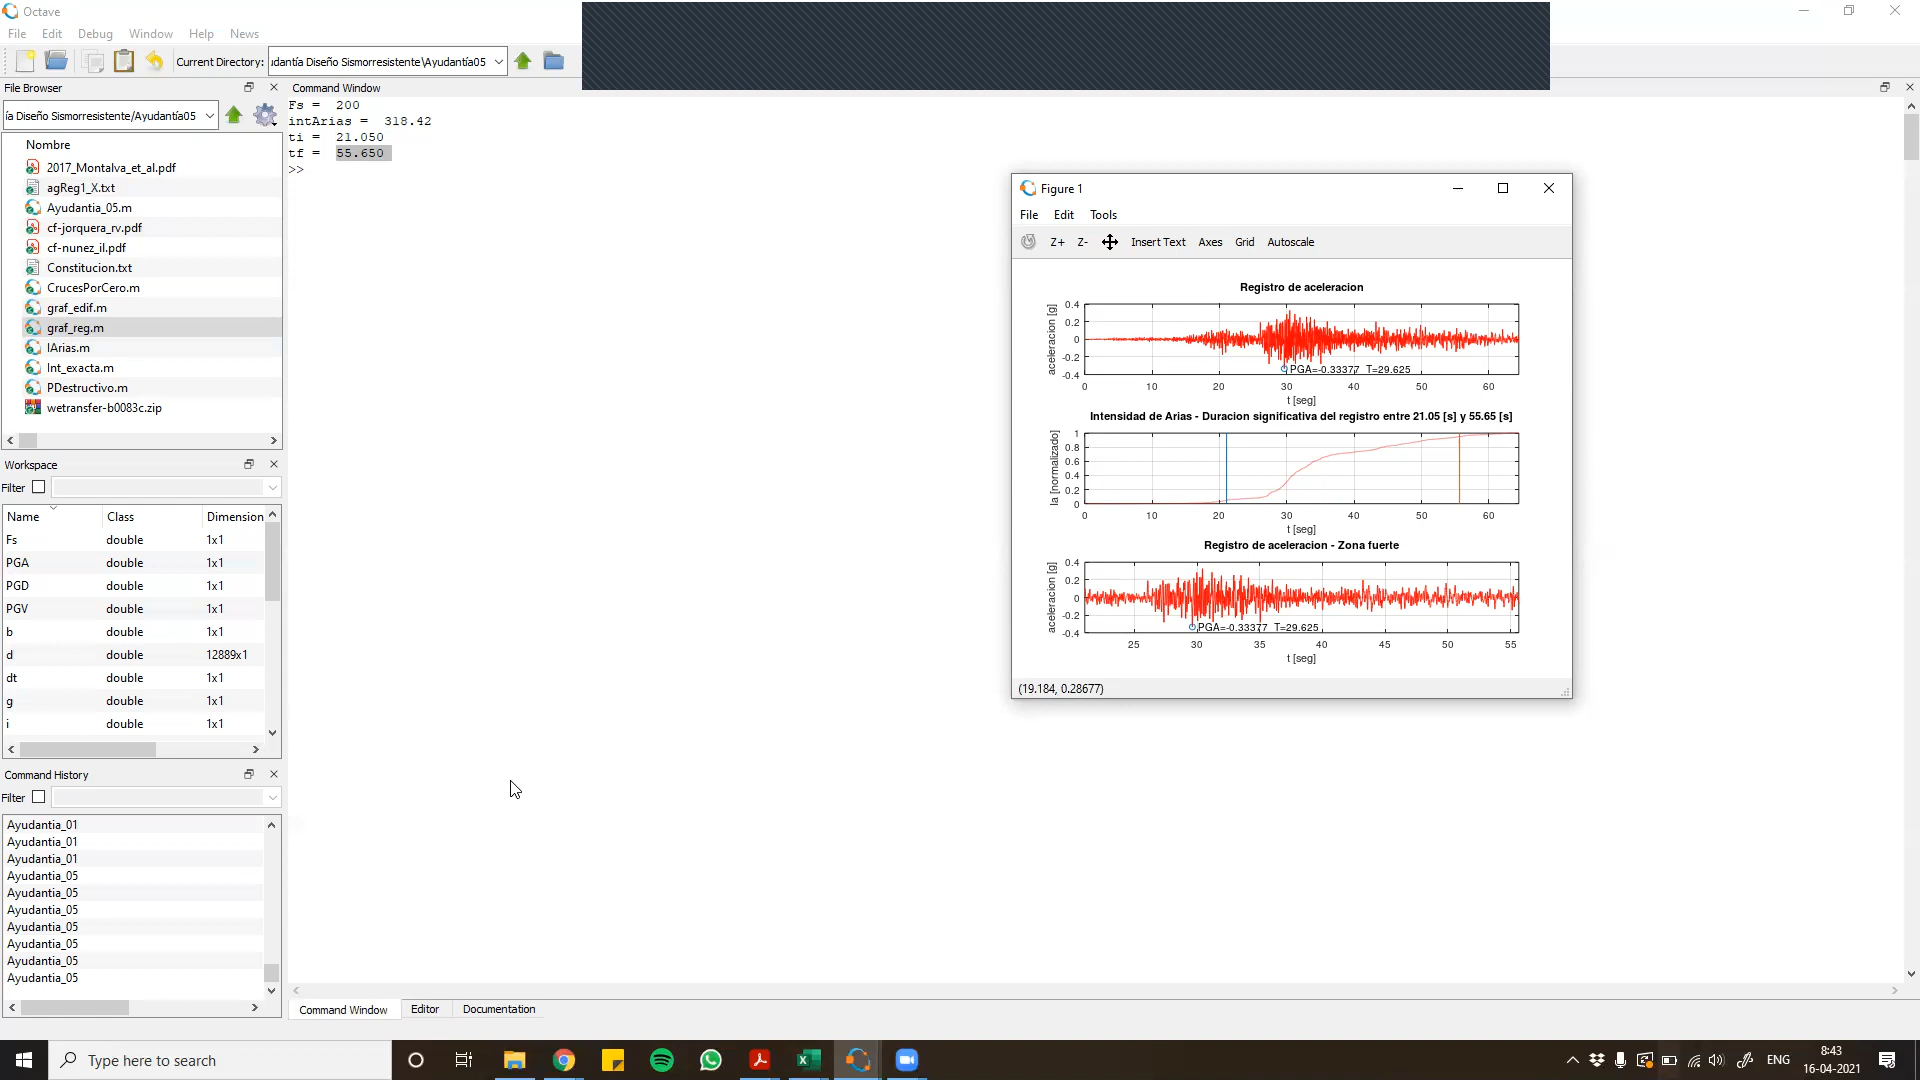 Octave
File Edit Debug Window Help News
Current Directory: ıdantía Diseño Sismorresistente\Ayudantía05
File Browser
ía Diseño Sismorresistente/Ayudantía05
Nombre
2017_Montalva_et_al.pdf
agReg1_X.txt
Ayudantia_05.m
cf-jorquera_rv.pdf
cf-nunez_il.pdf
Constitucion.txt
CrucesPorCero.m
graf_edif.m
graf_reg.m
IArias.m
Int_exacta.m
PDestructivo.m
wetransfer-b0083c.zip
Workspace
Filter
Name Class Dimension
Fs double 1x1
PGA double 1x1
PGD double 1x1
PGV double 1x1
b double 1x1
d double 12889x1
dt double 1x1
g double 1x1
i double 1x1
Command History
Filter
Ayudantia_01
Ayudantia_01
Ayudantia_01
Ayudantia_05
Ayudantia_05
Ayudantia_05
Ayudantia_05
Ayudantia_05
Ayudantia_05
Ayudantia_05
Command Window
Fs = 200
intArias = 318.42
ti = 21.050
tf = 55.650
>>
Command Window Editor Documentation
Figure 1
File Edit Tools
Z+ Z- Insert Text Axes Grid Autoscale
Registro de aceleracion
aceleracion [g]
0.4
0.2
0
-0.2
-0.4
PGA=-0.33377 T=29.625
0 10 20 30 40 50 60
t [seg]
Intensidad de Arias - Duracion significativa del registro entre 21.05 [s] y 55.65 [s]
Ia [normalizado]
1
0.8
0.6
0.4
0.2
0
0 10 20 30 40 50 60
t [seg]
Registro de aceleracion - Zona fuerte
aceleracion [g]
0.4
0.2
0
-0.2
-0.4
PGA=-0.33377 T=29.625
25 30 35 40 45 50 55
t [seg]
(19.184, 0.28677)
Type here to search
ENG
8:43
16-04-2021